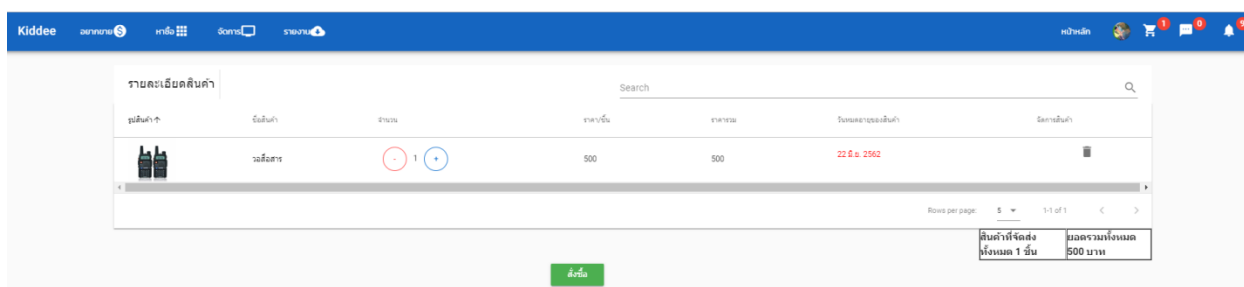 Kiddee อยากขาย หาซื้อ จัดการ รายงาน หน้าหลัก 1 0
รายละเอียดสินค้า Search
รูปสินค้า ชื่อสินค้า จำนวน ราคา/ชิ้น ราคารวม วันหมดอายุของสินค้า จัดการสินค้า
วอสื่อสาร - 1 + 500 500 22 มิ.ย. 2562
Rows per page: 5 1-1 of 1
สินค้าที่จัดส่ง ยอดรวมทั้งหมด
ทั้งหมด 1 ชิ้น 500 บาท
สั่งซื้อ